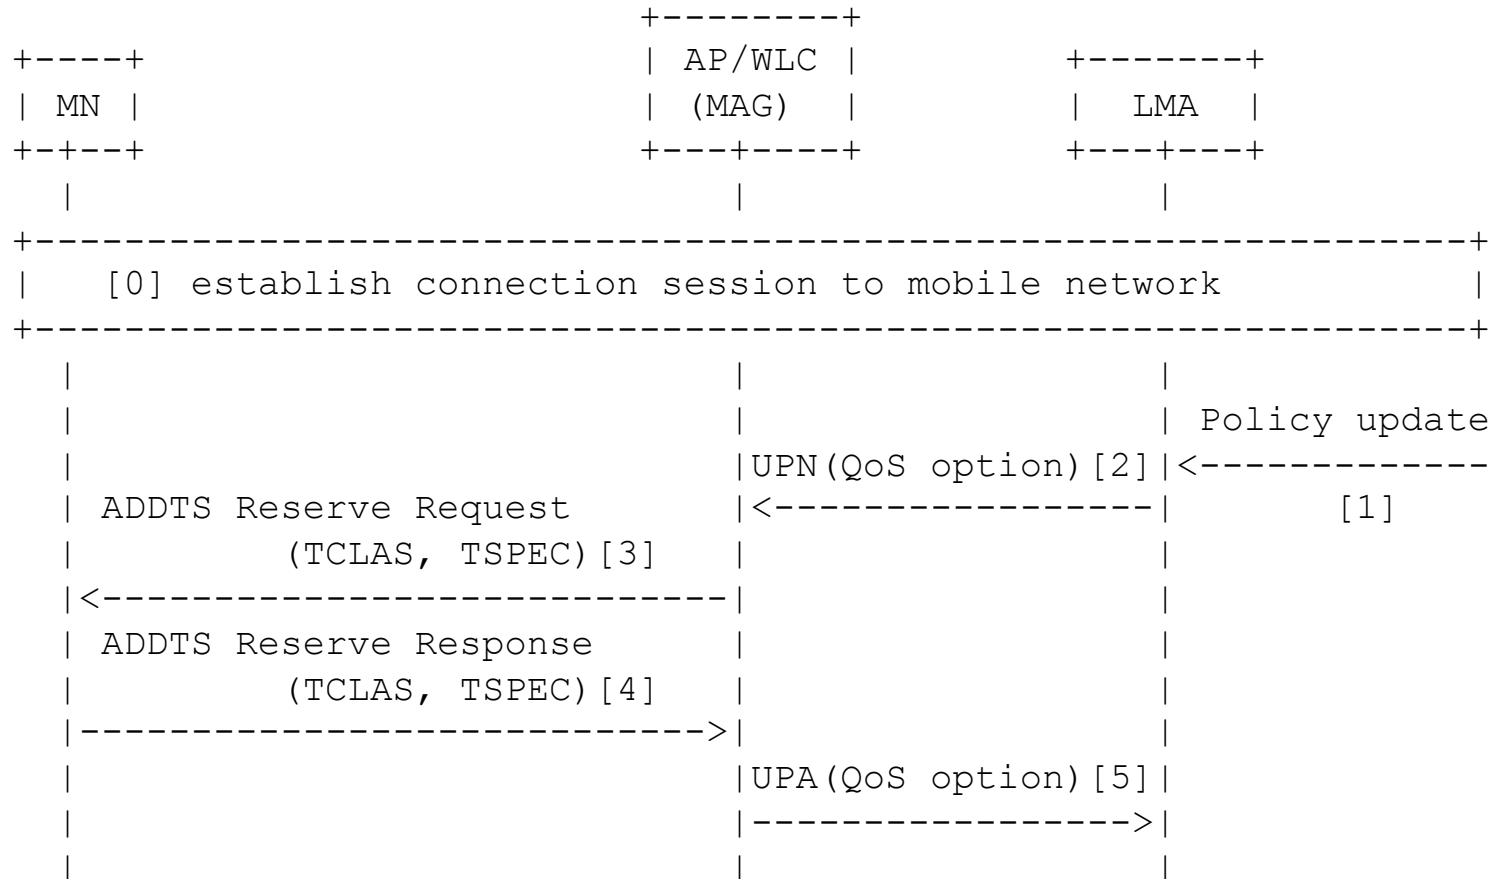 AP/WLC
MN (MAG) LMA
[0] establish connection session to mobile network
Policy update
UPN(QoS option)[2]
ADDTS Reserve Request [1]
(TCLAS, TSPEC)[3]
ADDTS Reserve Response
(TCLAS, TSPEC)[4]
UPA(QoS option)[5]